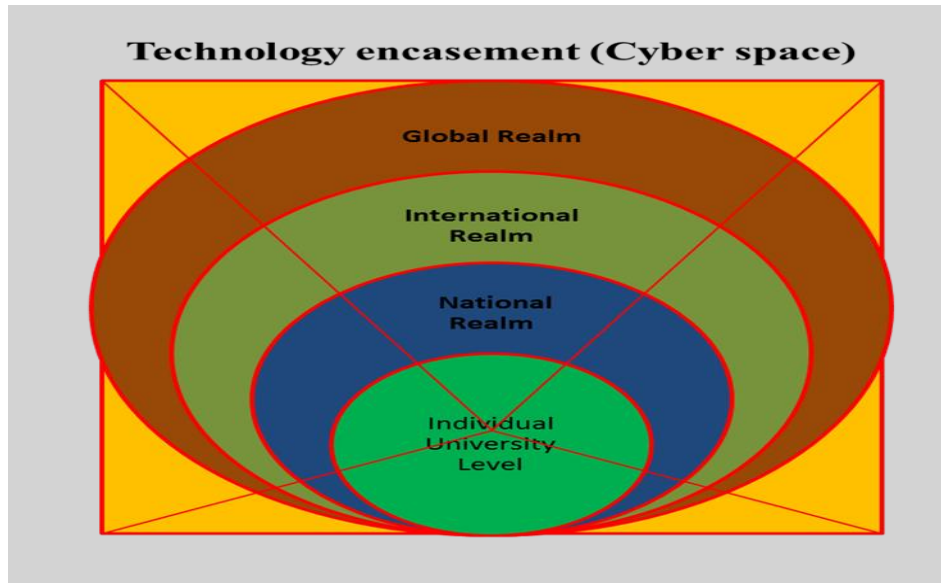 Technology encasement (Cyber space)
Global Realm
International
Realm
National
Realm
Individual
University
Level